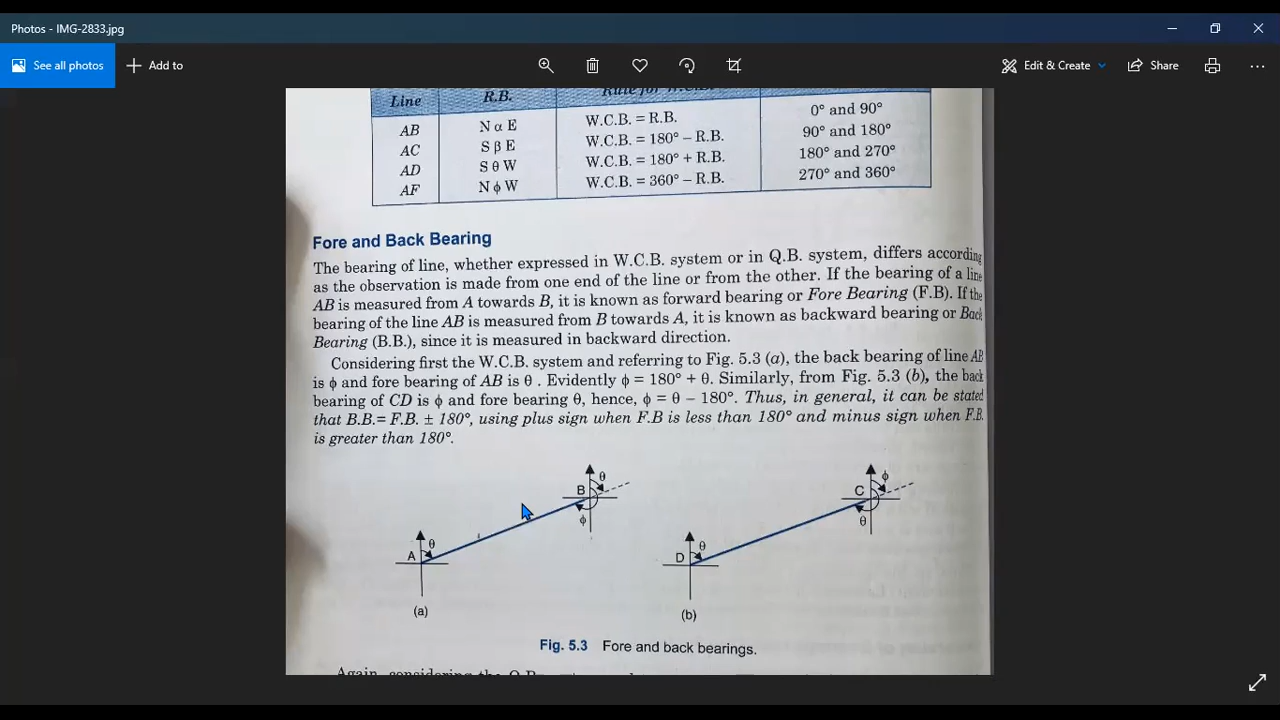 Photos - IMG-2833.jpg
See all photos
Add to
Edit & Create
Share
Line R.B. Rule for W.C.B.
AB N α E W.C.B. = R.B. 0° and 90°
AC S β E W.C.B. = 180° – R.B. 90° and 180°
AD S θ W W.C.B. = 180° + R.B. 180° and 270°
AF N ϕ W W.C.B. = 360° – R.B. 270° and 360°
Fore and Back Bearing
The bearing of line, whether expressed in W.C.B. system or in Q.B. system, differs according
as the observation is made from one end of the line or from the other. If the bearing of a line
AB is measured from A towards B, it is known as forward bearing or Fore Bearing (F.B). If the
bearing of the line AB is measured from B towards A, it is known as backward bearing or Back
Bearing (B.B.), since it is measured in backward direction.
Considering first the W.C.B. system and referring to Fig. 5.3 (a), the back bearing of line AB
is ϕ and fore bearing of AB is θ . Evidently ϕ = 180° + θ. Similarly, from Fig. 5.3 (b), the back
bearing of CD is ϕ and fore bearing θ, hence, ϕ = θ – 180°. Thus, in general, it can be stated
that B.B.= F.B. ± 180°, using plus sign when F.B is less than 180° and minus sign when F.B.
is greater than 180°.
B θ
ϕ
A θ
(a)
C ϕ
θ
D θ
(b)
Fig. 5.3 Fore and back bearings.
Again, considering the Q.B.